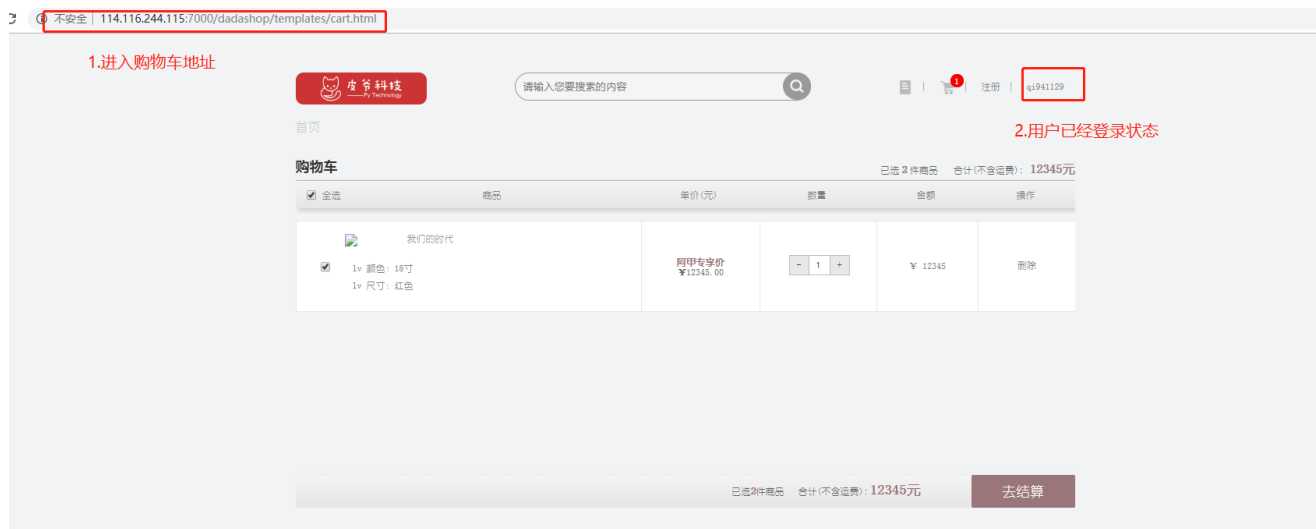 不安全 | 114.116.244.115:7000/dadashop/templates/cart.html
1.进入购物车地址
皮爷科技
Py Technology
请输入您要搜索的内容
1
注册
qi941129
首页
2.用户已经登录状态
购物车
已选 2 件商品 合计(不含运费): 12345元
全选 商品 单价(元) 数量 金额 操作
我们的时代
lv 颜色: 18寸
lv 尺寸: 红色
阿甲专享价
¥12345.00
- 1 +
¥ 12345
删除
已选2件商品 合计(不含运费):12345元
去结算